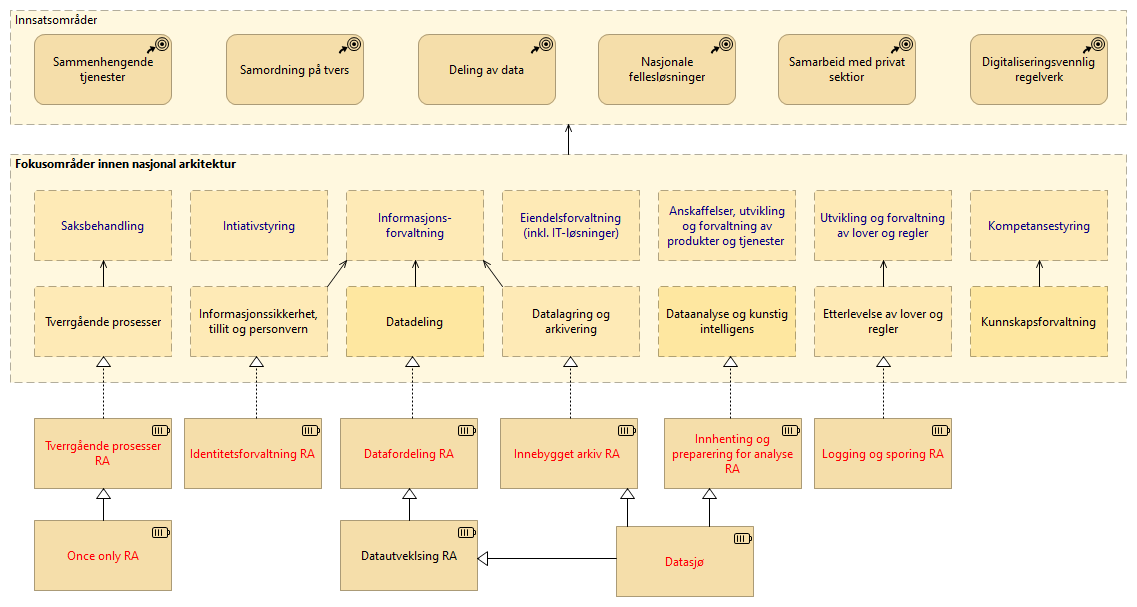 Innsatsområder
Sammenhengende
tjenester
Samordning på tvers
Deling av data
Nasjonale
fellesløsninger
Samarbeid med privat
sektior
Digitaliseringsvennlig
regelverk
Fokusområder innen nasjonal arkitektur
Saksbehandling
Intiativstyring
Informasjons-
forvaltning
Eiendelsforvaltning
(inkl. IT-løsninger)
Anskaffelser, utvikling
og forvaltning av
produkter og tjenester
Utvikling og forvaltning
av lover og regler
Kompetansestyring
Tverrgående prosesser
Informasjonssikkerhet,
tillit og personvern
Datadeling
Datalagring og
arkivering
Dataanalyse og kunstig
intelligens
Etterlevelse av lover og
regler
Kunnskapsforvaltning
Tverrgående prosesser
RA
Identitetsforvaltning RA
Datafordeling RA
Innebygget arkiv RA
Innhenting og
preparering for analyse
RA
Logging og sporing RA
Once only RA
Datautveklsing RA
Datasjø